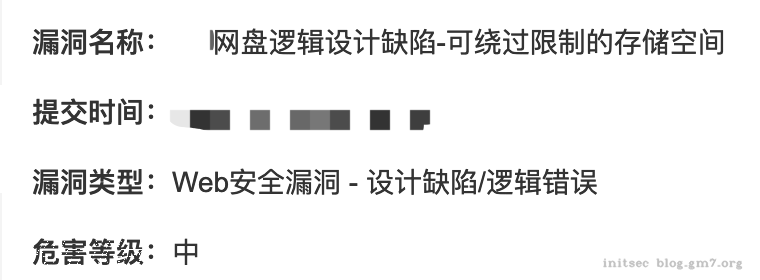 漏洞名称： 网盘逻辑设计缺陷-可绕过限制的存储空间
提交时间：
漏洞类型：Web安全漏洞 - 设计缺陷/逻辑错误
危害等级：中
initsec blog.gm7.org